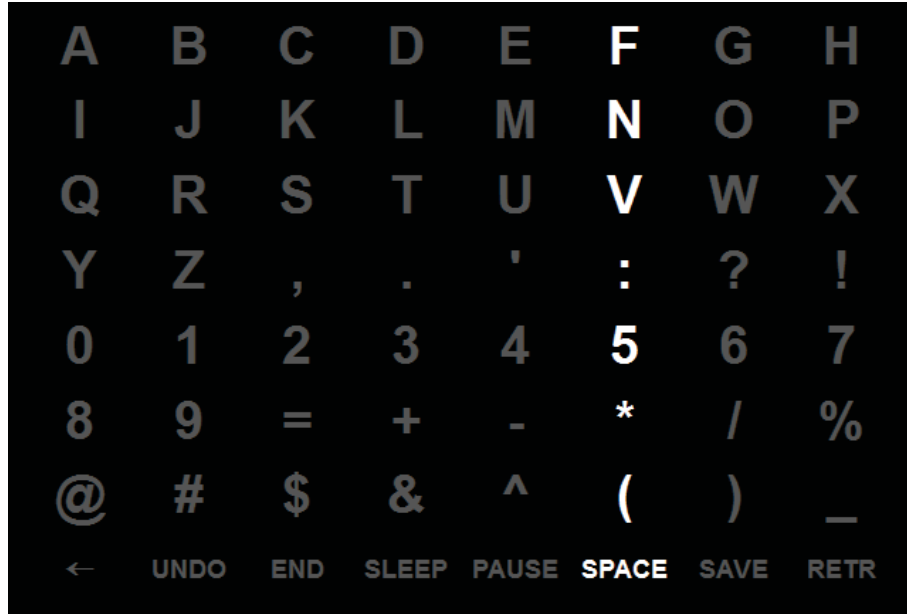 A B C D E F G H
I J K L M N O P
Q R S T U V W X
Y Z , . ' : ? !
0 1 2 3 4 5 6 7
8 9 = + - * / %
@ # $ & ^ ( ) _
← UNDO END SLEEP PAUSE SPACE SAVE RETR